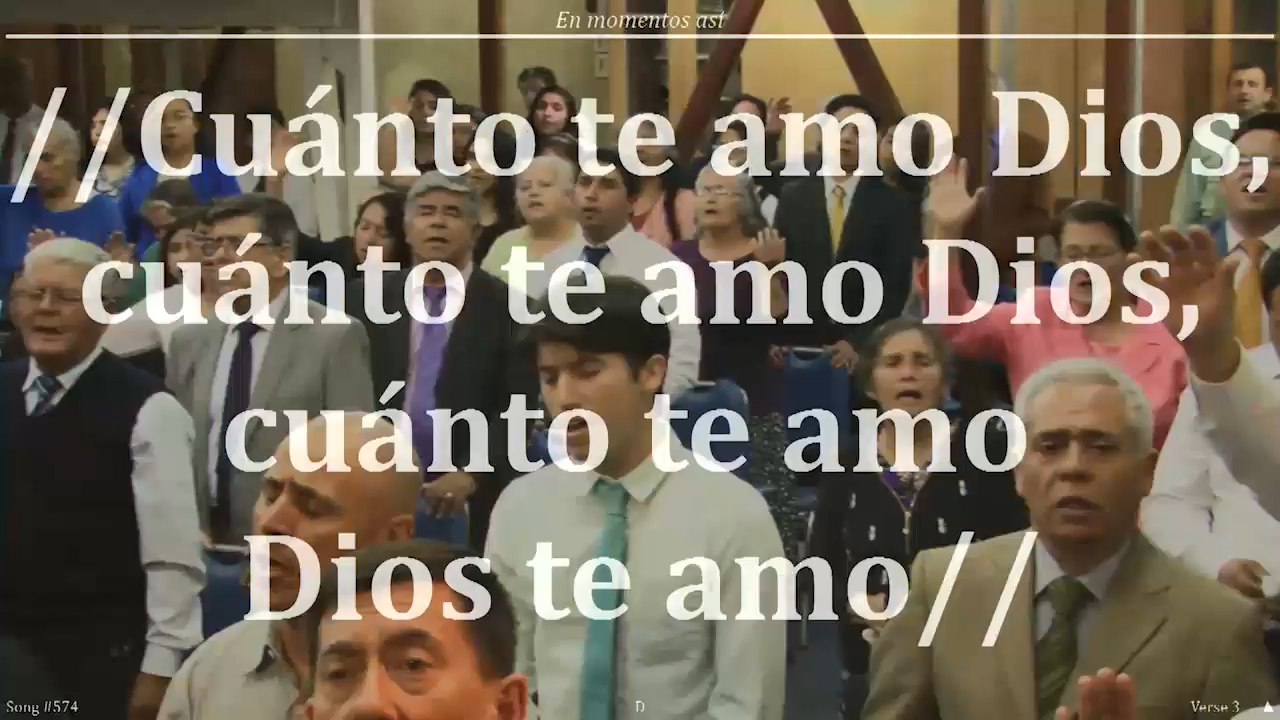 En momentos así
//Cuánto te amo Dios,
cuánto te amo Dios,
cuánto te amo
Dios te amo//
Song #574
D
Verse 3 ▲